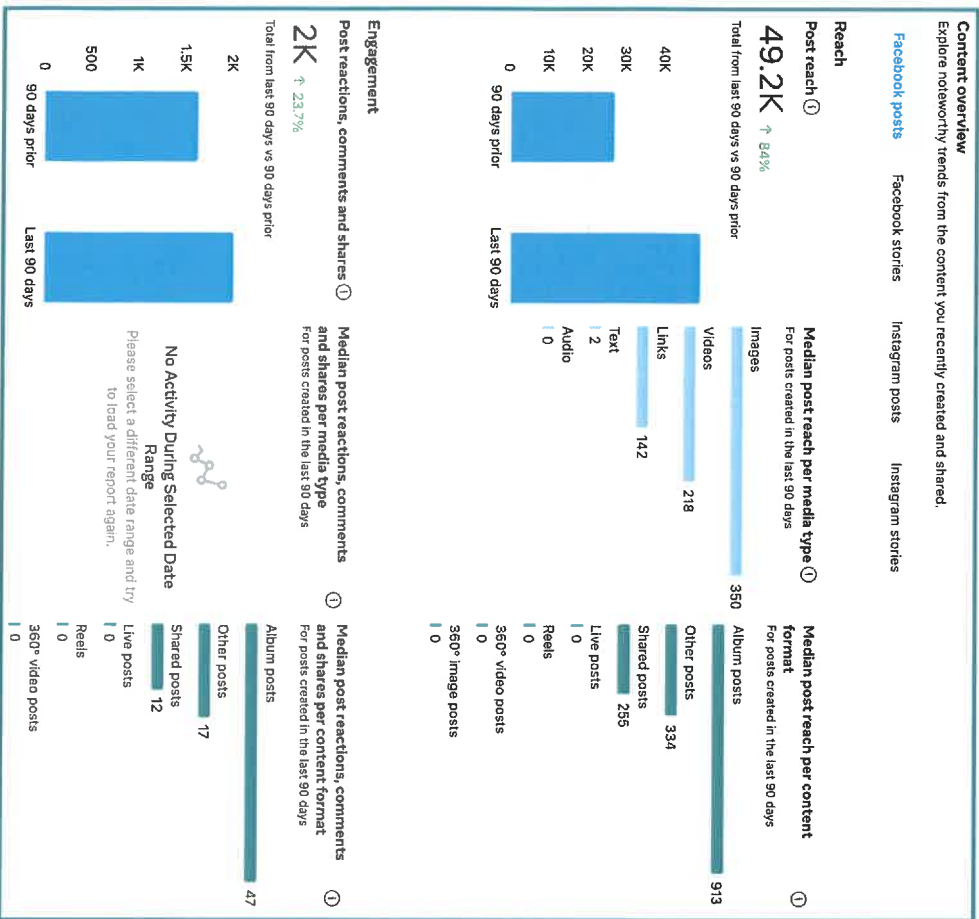 Content overview
Explore noteworthy trends from the content you recently created and shared.
Facebook posts
Facebook stories
Instagram posts
Instagram stories
Reach
Post reach
49.2K ↑ 84%
Total from last 90 days vs 90 days prior
40K
30K
20K
10K
0
90 days prior
Last 90 days
Median post reach per media type
For posts created in the last 90 days
Images
350
Videos
218
Links
142
Text
2
Audio
0
Median post reach per content
format
For posts created in the last 90 days
Album posts
913
Other posts
334
Shared posts
255
Live posts
0
Reels
0
360° video posts
0
360° image posts
0
Engagement
Post reactions, comments and shares
2K ↑ 23.7%
Total from last 90 days vs 90 days prior
2K
1.5K
1K
500
0
90 days prior
Last 90 days
Median post reactions, comments
and shares per media type
For posts created in the last 90 days
No Activity During Selected Date
Range
Please select a different date range and try
to load your report again.
Median post reactions, comments
and shares per content format
For posts created in the last 90 days
Album posts
47
Other posts
17
Shared posts
12
Live posts
0
Reels
0
360° video posts
0